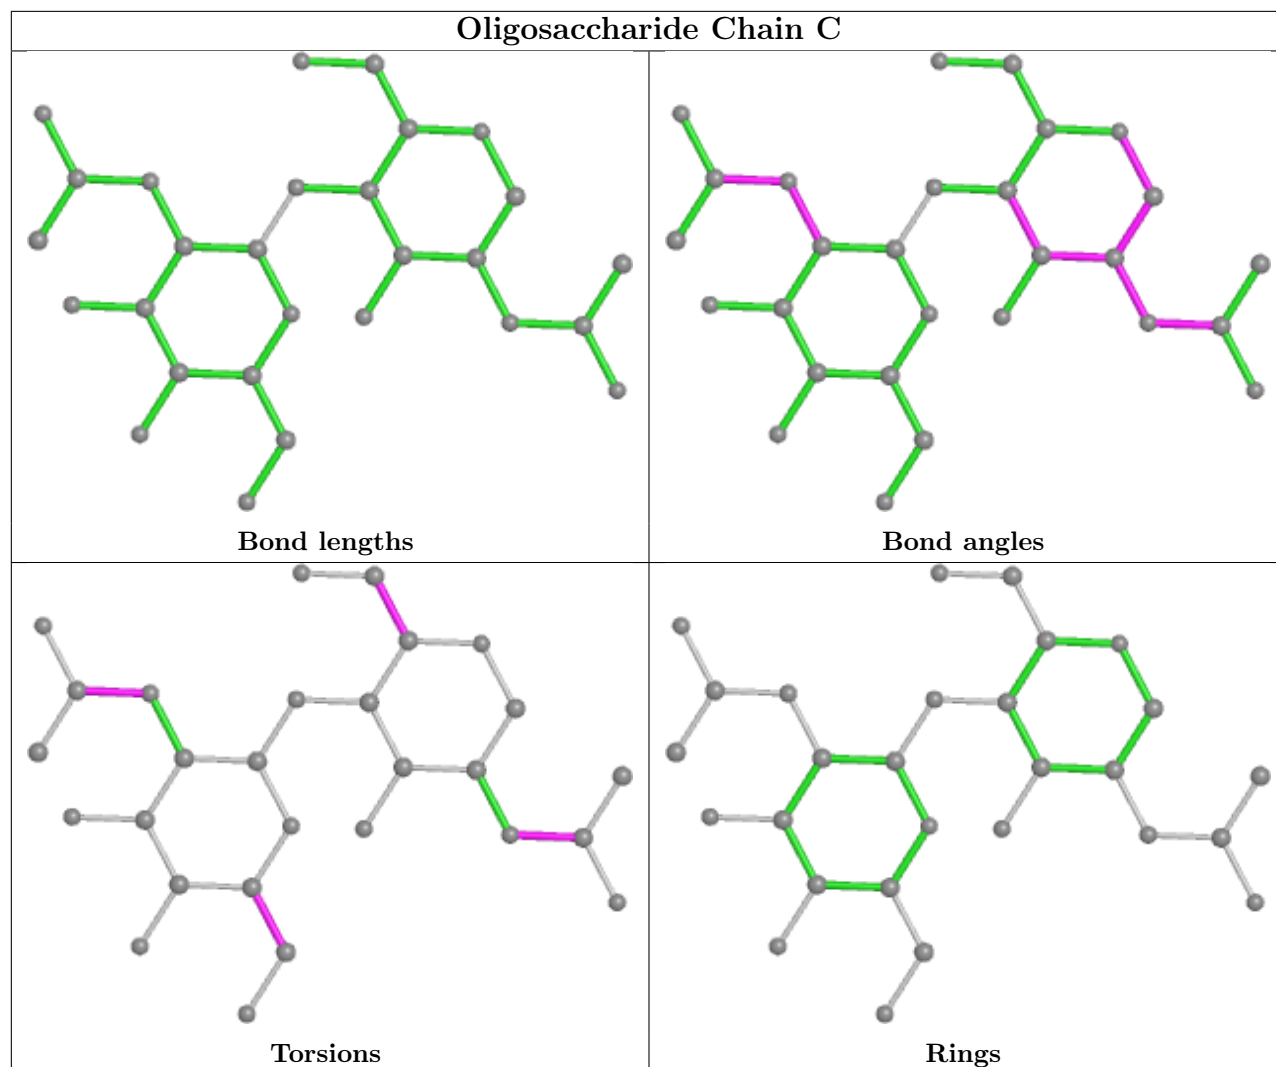 Oligosaccharide Chain C
Bond lengths
Bond angles
Torsions
Rings